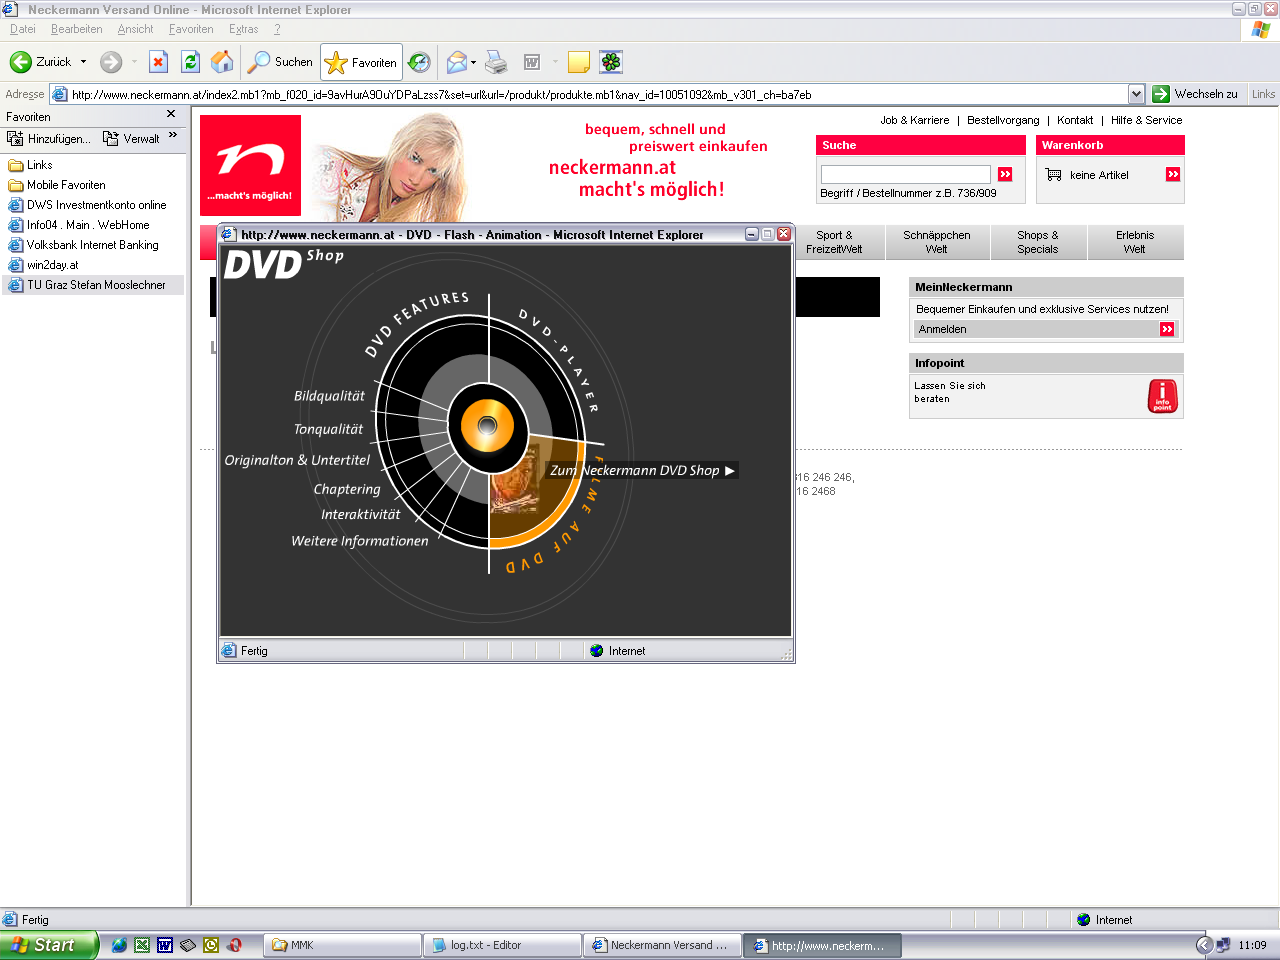 Neckermann Versand Online - Microsoft Internet Explorer
Datei Bearbeiten Ansicht Favoriten Extras ?
Zurück Suchen Favoriten
Adresse http://www.neckermann.at/index2.mb1?mb_f020_id=9avHurA9OuYDPaLzss7&set=url&url=/produkt/produkte.mb1&nav_id=10051092&mb_v301_ch=ba7eb Wechseln zu Links
Favoriten
Hinzufügen... Verwalt
Links
Mobile Favoriten
DWS Investmentkonto online
Info04 . Main . WebHome
Volksbank Internet Banking
win2day.at
TU Graz Stefan Mooslechner
n
...macht's möglich!
bequem, schnell und
preiswert einkaufen
neckermann.at
macht's möglich!
Job & Karriere | Bestellvorgang | Kontakt | Hilfe & Service
Suche
Begriff / Bestellnummer z.B. 736/909
Warenkorb
keine Artikel
Sport &
FreizeitWelt
Schnäppchen
Welt
Shops &
Specials
Erlebnis
Welt
MeinNeckermann
Bequemer Einkaufen und exklusive Services nutzen!
Anmelden
Infopoint
Lassen Sie sich
beraten
i
info
point
316 246 246,
16 2468
http://www.neckermann.at - DVD - Flash - Animation - Microsoft Internet Explorer
DVD Shop
DVD FEATURES
DVD-PLAYER
Bildqualität
Tonqualität
Originalton & Untertitel
Chaptering
Interaktivität
Weitere Informationen
Zum Neckermann DVD Shop
FILME AUF DVD
Fertig Internet
Fertig Internet
Start MMK log.txt - Editor Neckermann Versand ... http://www.neckerm... 11:09